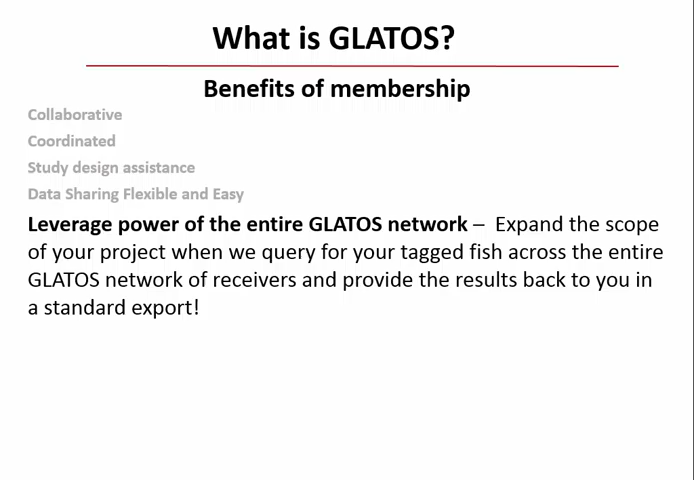 What is GLATOS?
Benefits of membership
Collaborative
Coordinated
Study design assistance
Data Sharing Flexible and Easy
Leverage power of the entire GLATOS network – Expand the scope
of your project when we query for your tagged fish across the entire
GLATOS network of receivers and provide the results back to you in
a standard export!